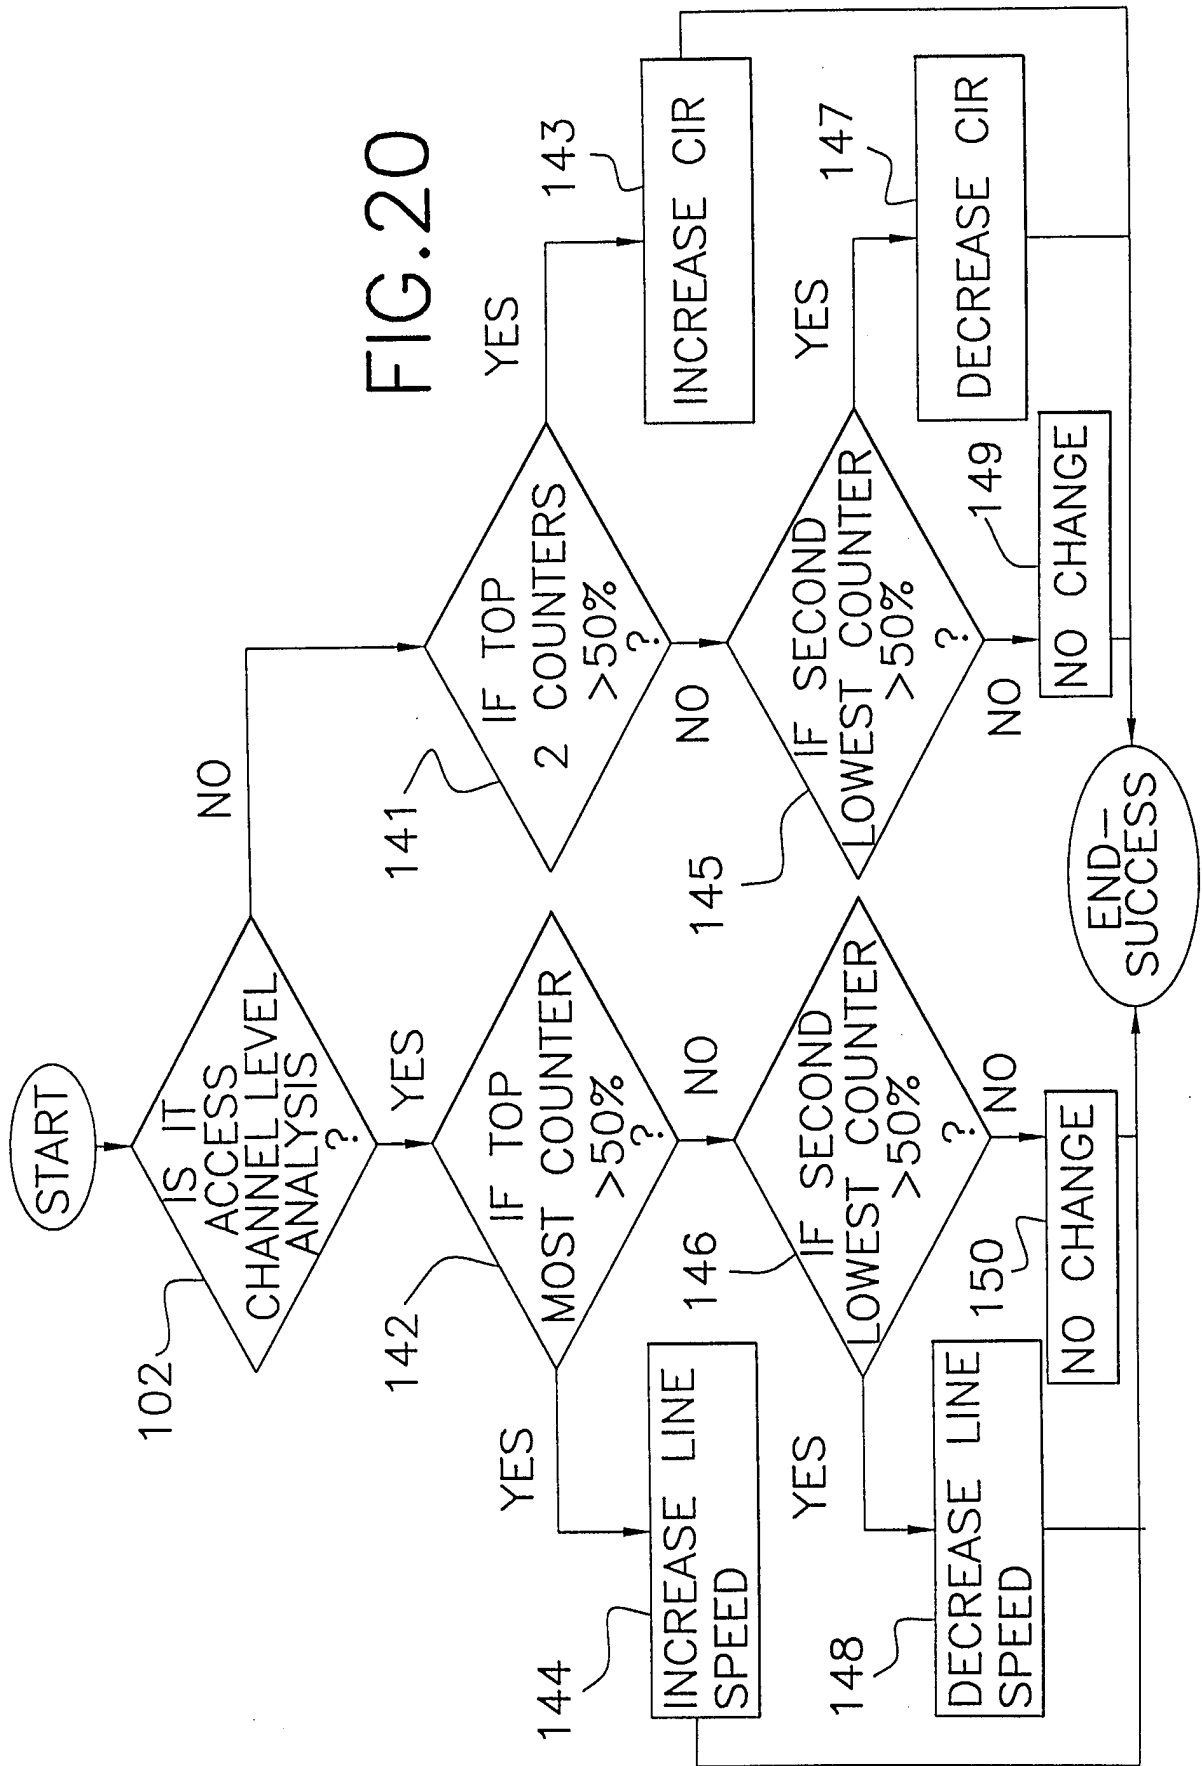 FIG.20
START
IS IT
ACCESS
CHANNEL LEVEL
ANALYSIS
?
102
YES
NO
IF TOP
MOST COUNTER
>50%
?
142
YES
NO
INCREASE LINE
SPEED
144
IF SECOND
LOWEST COUNTER
>50%
?
146
YES
NO
DECREASE LINE
SPEED
148
NO CHANGE
150
IF TOP
2 COUNTERS
>50%
?
141
YES
NO
INCREASE CIR
143
IF SECOND
LOWEST COUNTER
>50%
?
145
YES
NO
DECREASE CIR
147
NO CHANGE
149
END-
SUCCESS